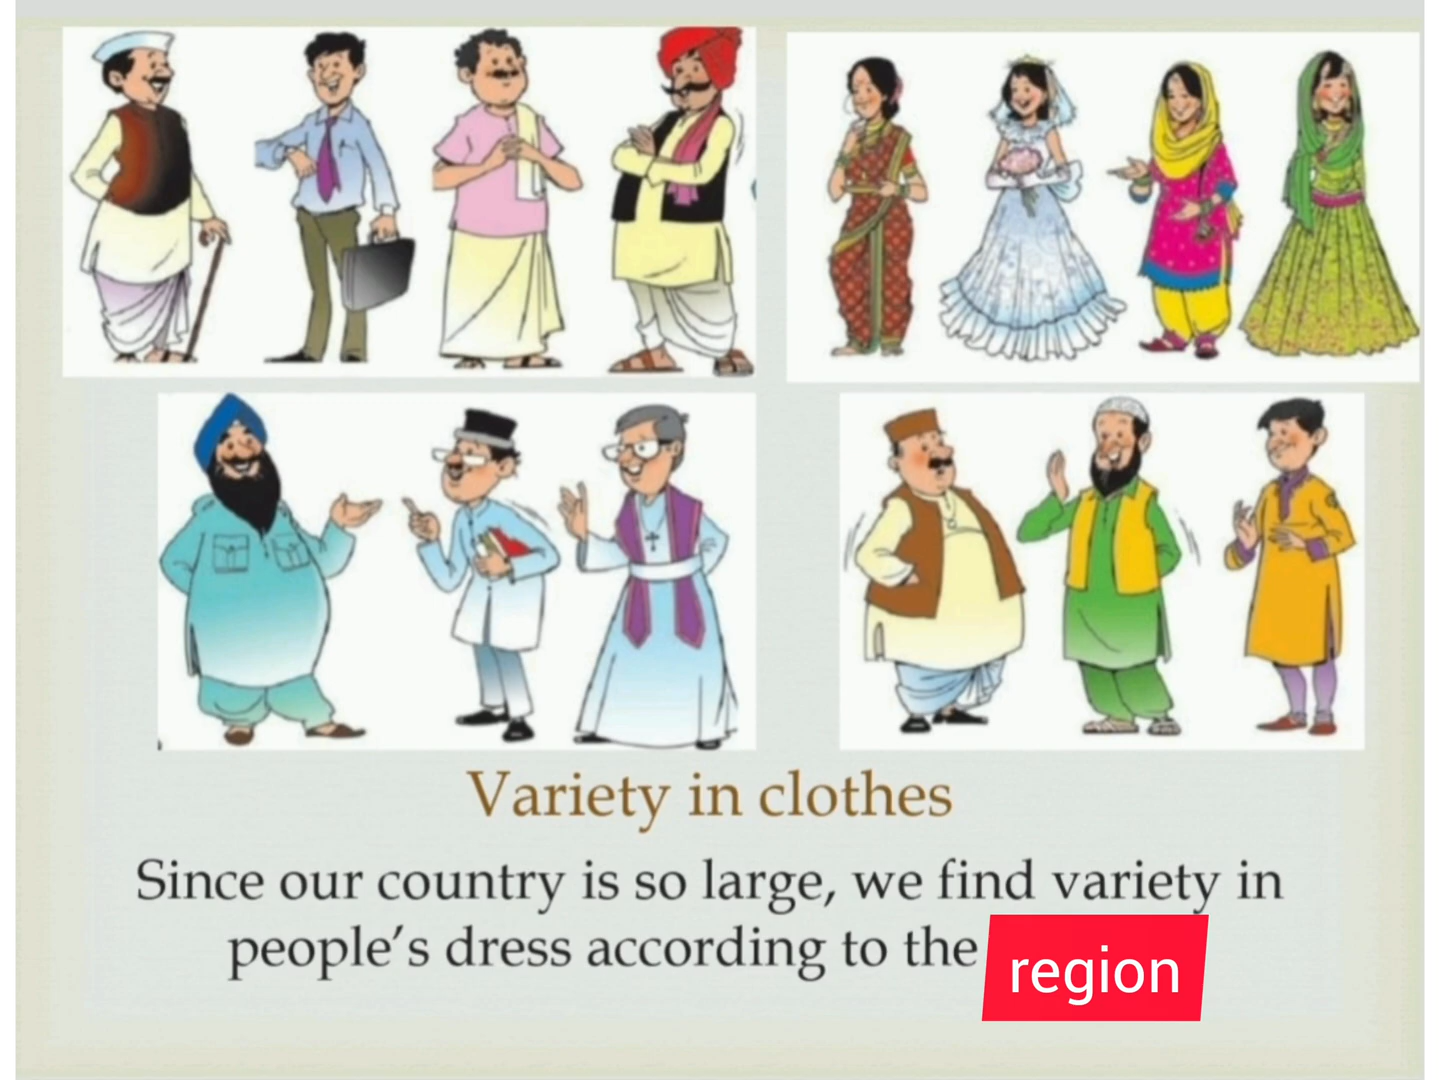 Variety in clothes
Since our country is so large, we find variety in
people's dress according to the region